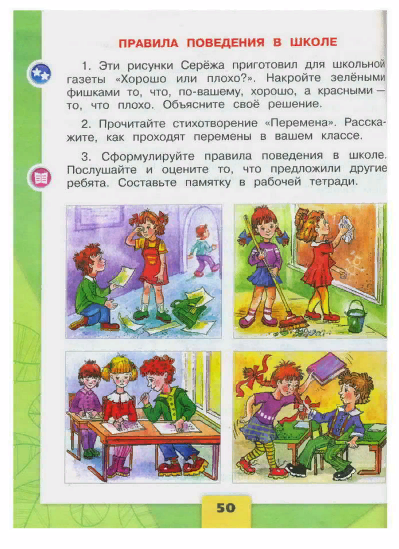 ПРАВИЛА ПОВЕДЕНИЯ В ШКОЛЕ
1. Эти рисунки Серёжа приготовил для школьной
газеты «Хорошо или плохо?». Накройте зелёными
фишками то, что, по-вашему, хорошо, а красными —
то, что плохо. Объясните своё решение.
2. Прочитайте стихотворение «Перемена». Расска-
жите, как проходят перемены в вашем классе.
3. Сформулируйте правила поведения в школе.
Послушайте и оцените то, что предложили другие
ребята. Составьте памятку в рабочей тетради.
50